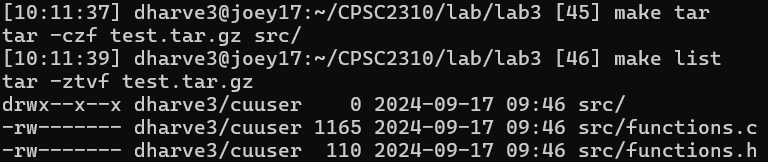 [10:11:37] dharve3@joey17:~/CPSC2310/lab/lab3 [45] make tar
tar -czf test.tar.gz src/
[10:11:39] dharve3@joey17:~/CPSC2310/lab/lab3 [46] make list
tar -ztvf test.tar.gz
drwx--x--x dharve3/cuuser    0 2024-09-17 09:46 src/
-rw------- dharve3/cuuser 1165 2024-09-17 09:46 src/functions.c
-rw------- dharve3/cuuser  110 2024-09-17 09:46 src/functions.h